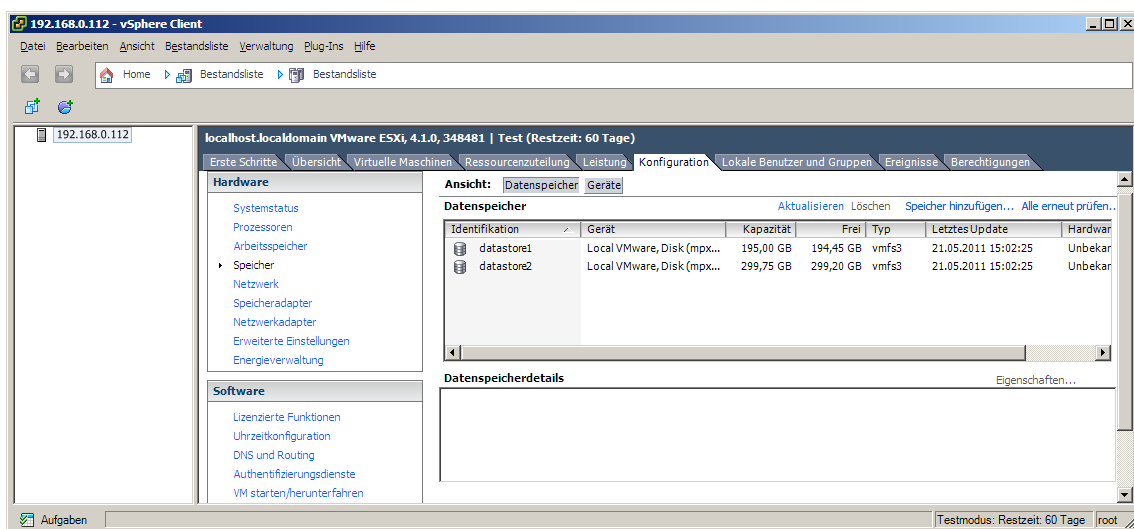 192.168.0.112 - vSphere Client
Datei Bearbeiten Ansicht Bestandsliste Verwaltung Plug-Ins Hilfe
Home Bestandsliste Bestandsliste
192.168.0.112
localhost.localdomain VMware ESXi, 4.1.0, 348481 | Test (Restzeit: 60 Tage)
Erste Schritte Übersicht Virtuelle Maschinen Ressourcenzuteilung Leistung Konfiguration Lokale Benutzer und Gruppen Ereignisse Berechtigungen
Hardware
Systemstatus
Prozessoren
Arbeitsspeicher
Speicher
Netzwerk
Speicheradapter
Netzwerkadapter
Erweiterte Einstellungen
Energieverwaltung
Software
Lizenzierte Funktionen
Uhrzeitkonfiguration
DNS und Routing
Authentifizierungsdienste
VM starten/herunterfahren
Ansicht: Datenspeicher Geräte
Datenspeicher Aktualisieren Löschen Speicher hinzufügen... Alle erneut prüfen..
Identifikation Gerät Kapazität Frei Typ Letztes Update Hardwar
datastore1 Local VMware, Disk (mpx... 195,00 GB 194,45 GB vmfs3 21.05.2011 15:02:25 Unbekar
datastore2 Local VMware, Disk (mpx... 299,75 GB 299,20 GB vmfs3 21.05.2011 15:02:25 Unbekar
Datenspeicherdetails Eigenschaften...
Aufgaben Testmodus: Restzeit: 60 Tage root